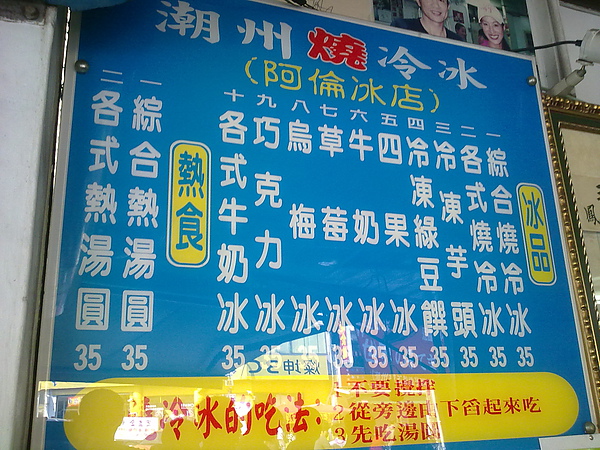 潮州燒冷冰
(阿倫冰店)
冰品
一 綜合燒冷冰 35
二 各式燒冷冰 35
三 冷凍芋頭 35
四 冷凍綠豆饌 35
五 四果冰 35
六 牛奶冰 35
七 草莓冰 35
八 烏梅冰 35
九 巧克力冰 35
十 各式牛奶冰 35
熱食
一 綜合熱湯圓 35
二 各式熱湯圓 35
燒冷冰的吃法:
1不要攪拌
2從旁邊由下舀起來吃
3先吃湯圓